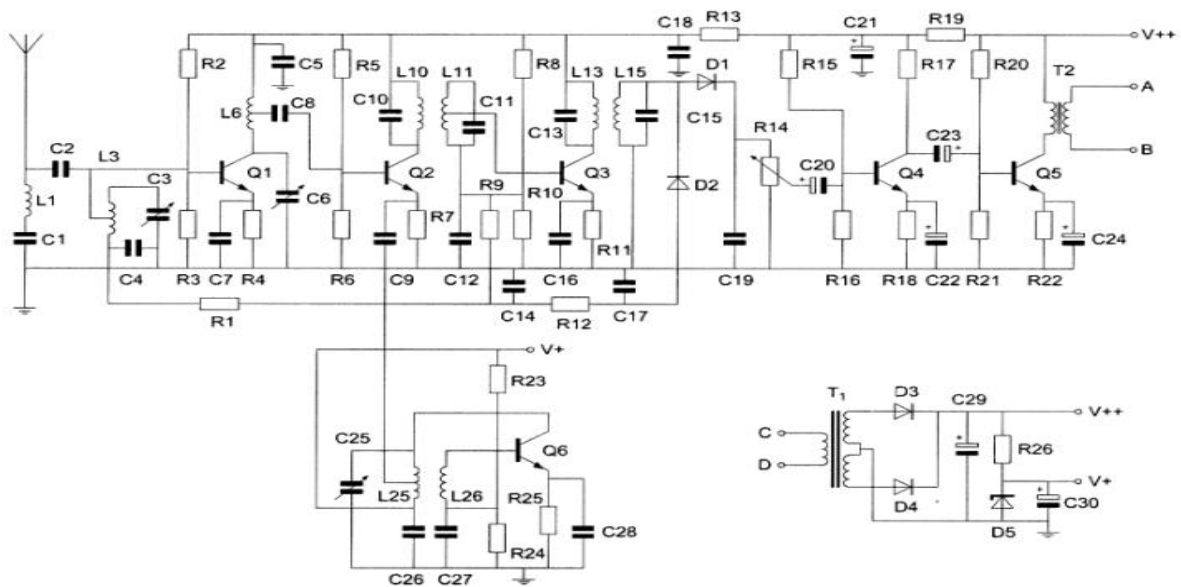 C18 R13 C21 R19
V++
R2 C5 R5 L10 L11 R8 L13 L15 D1 R15 R17 R20 T2
C8 C10 C11 A
L6 C13 C15 R14 C23
C2 L3 Q1 Q2 Q3 C20 Q4 Q5 B
C3 D2
L1 C6 R7 R9 R10
C1 R11 C24
C4 R3 C7 R4 R6 C9 C12 C16 C19 R16 R18 C22 R21 R22
R1 C14 R12 C17
V+
R23
T1 D3 C29 V++
C25 Q6 C
R26
D
L25 L26 R25 V+
D4 C30
R24 C28 D5
C26 C27